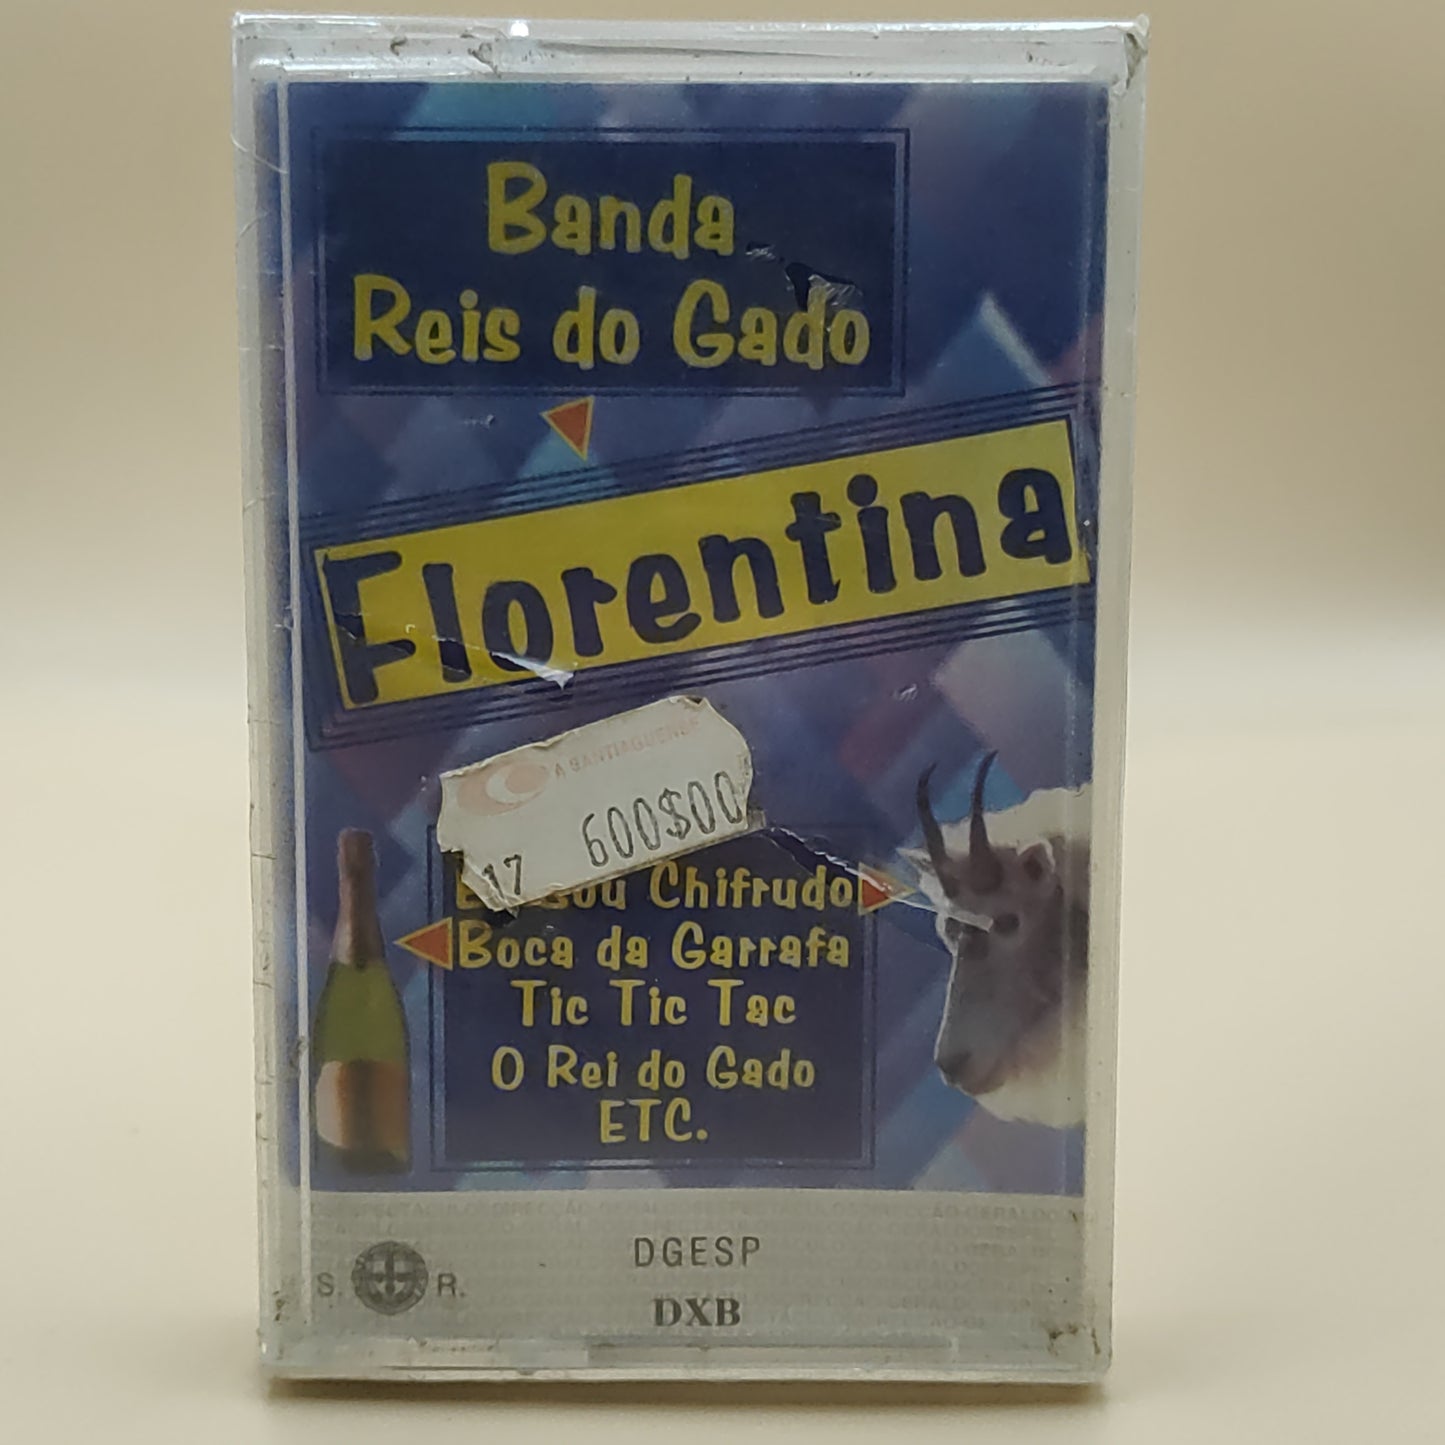 Banda
Reis do Gado
Florentina
A SANTIAGUENSE
600$00
17
sou Chifrudo
Boca da Garrafa
Tic Tic Tac
O Rei do Gado
ETC.
DGESP
S. R.
DXB